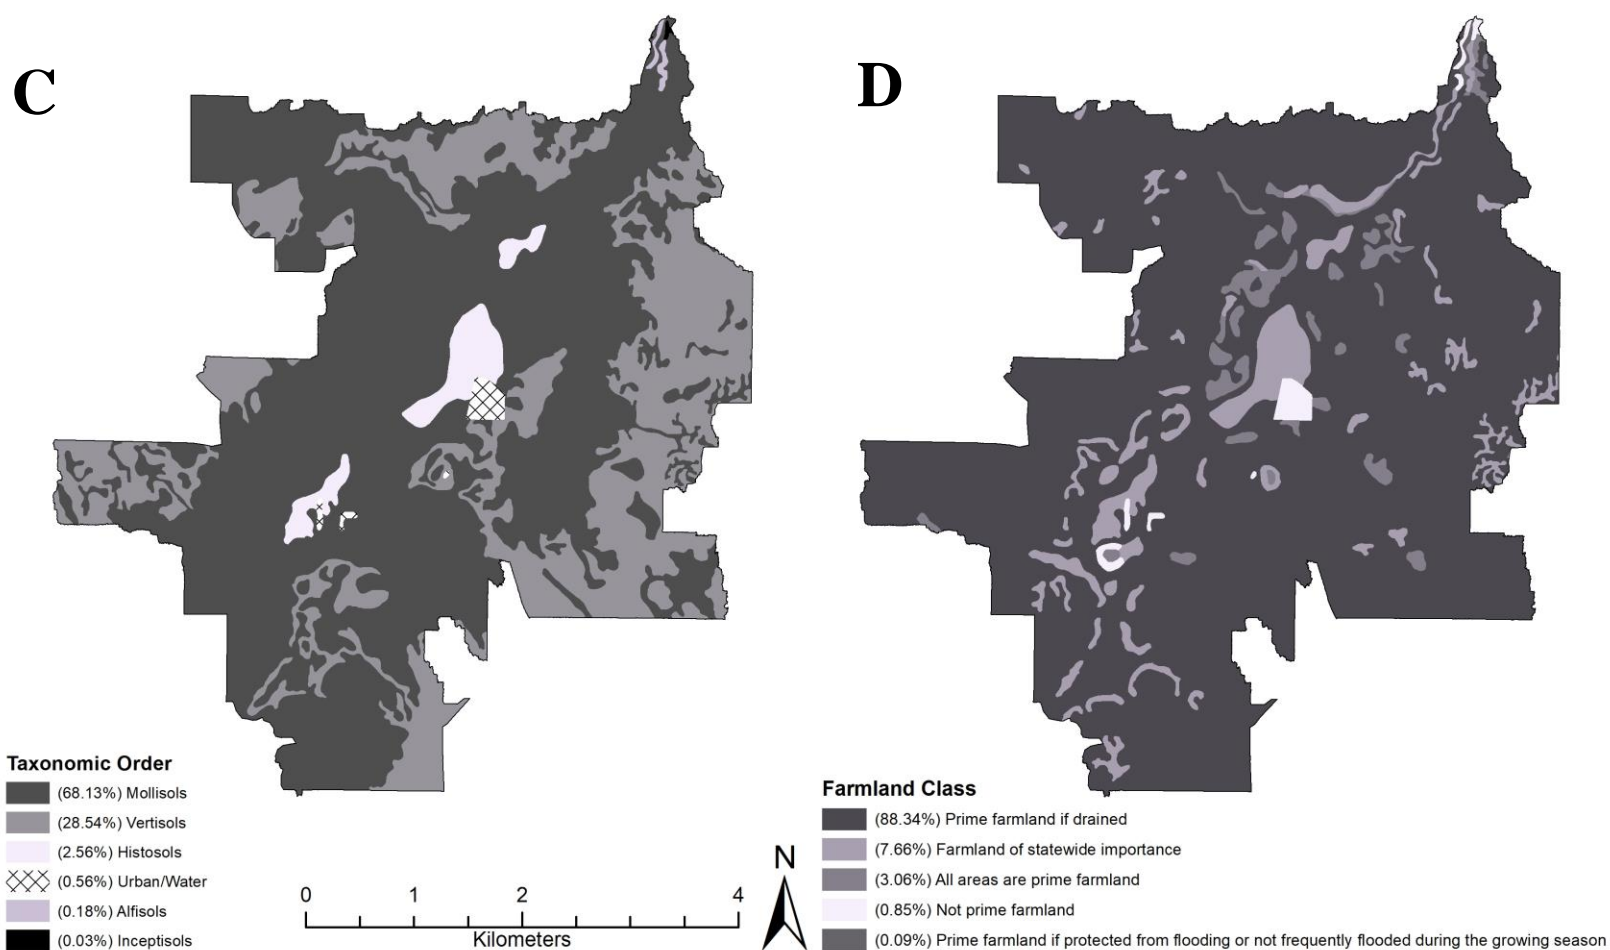 C
D
Taxonomic Order
(68.13%) Mollisols
(28.54%) Vertisols
(2.56%) Histosols
(0.56%) Urban/Water
(0.18%) Alfisols
(0.03%) Inceptisols
0 1 2 4
Kilometers
N
Farmland Class
(88.34%) Prime farmland if drained
(7.66%) Farmland of statewide importance
(3.06%) All areas are prime farmland
(0.85%) Not prime farmland
(0.09%) Prime farmland if protected from flooding or not frequently flooded during the growing season